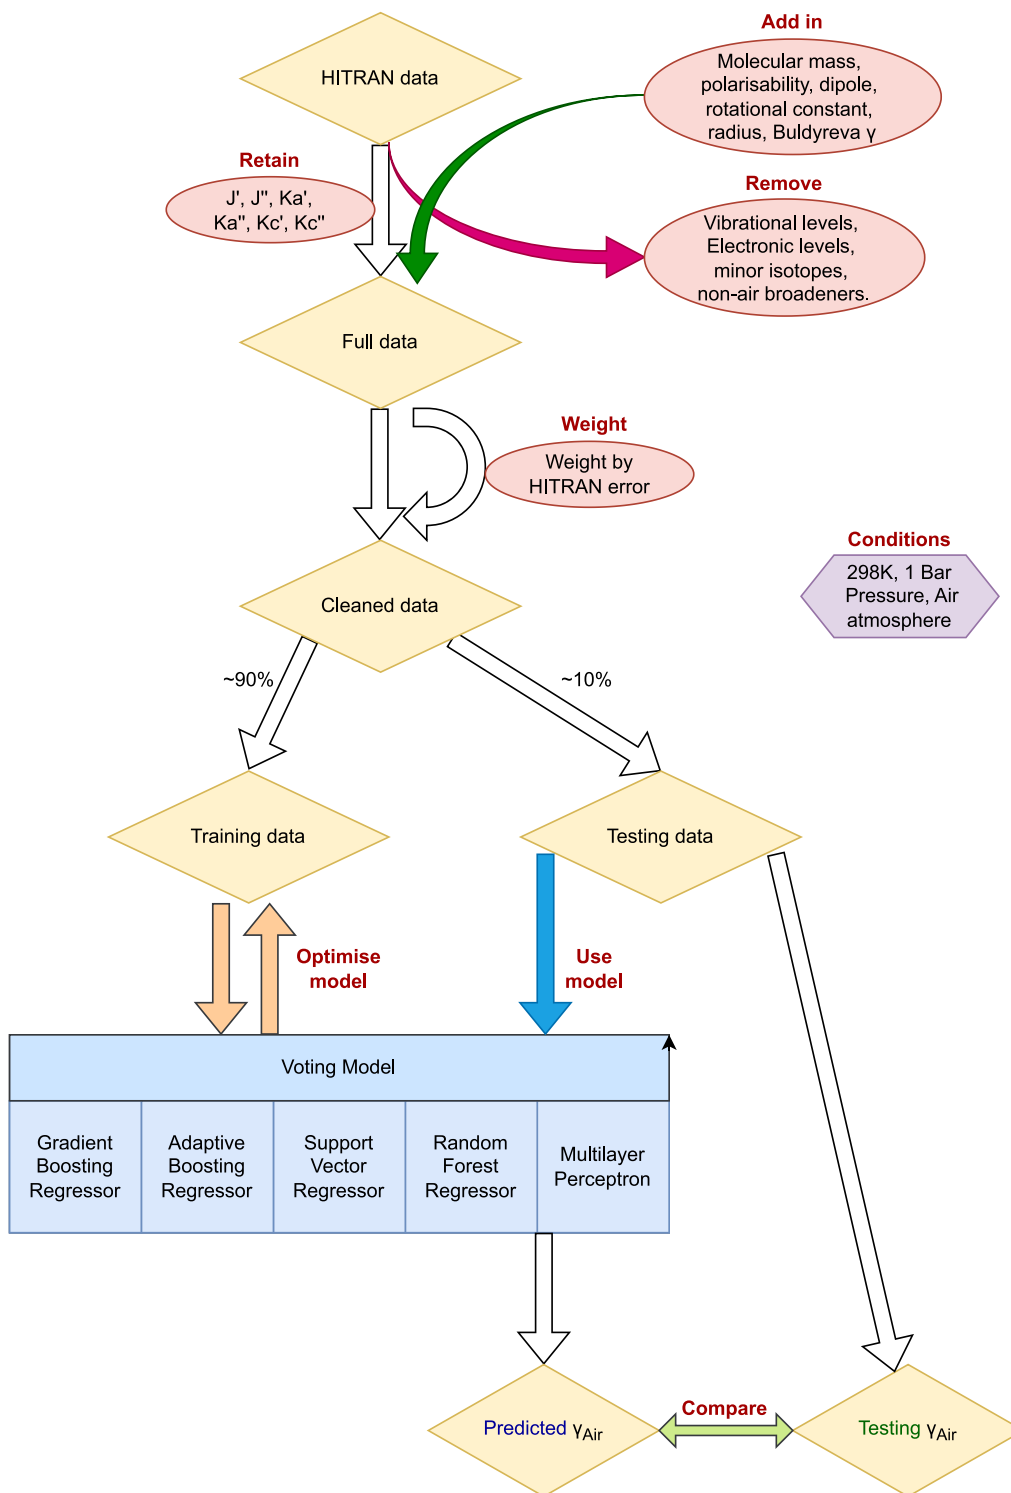 HITRAN data
Add in
Molecular mass,
polarisability, dipole,
rotational constant,
radius, Buldyreva γ
Retain
J', J'', Ka',
Ka'', Kc', Kc''
Remove
Vibrational levels,
Electronic levels,
minor isotopes,
non-air broadeners.
Full data
Weight
Weight by
HITRAN error
Conditions
298K, 1 Bar
Pressure, Air
atmosphere
Cleaned data
~90%
~10%
Training data
Testing data
Optimise
model
Use
model
Voting Model
Gradient
Boosting
Regressor
Adaptive
Boosting
Regressor
Support
Vector
Regressor
Random
Forest
Regressor
Multilayer
Perceptron
Predicted γAir
Compare
Testing γAir